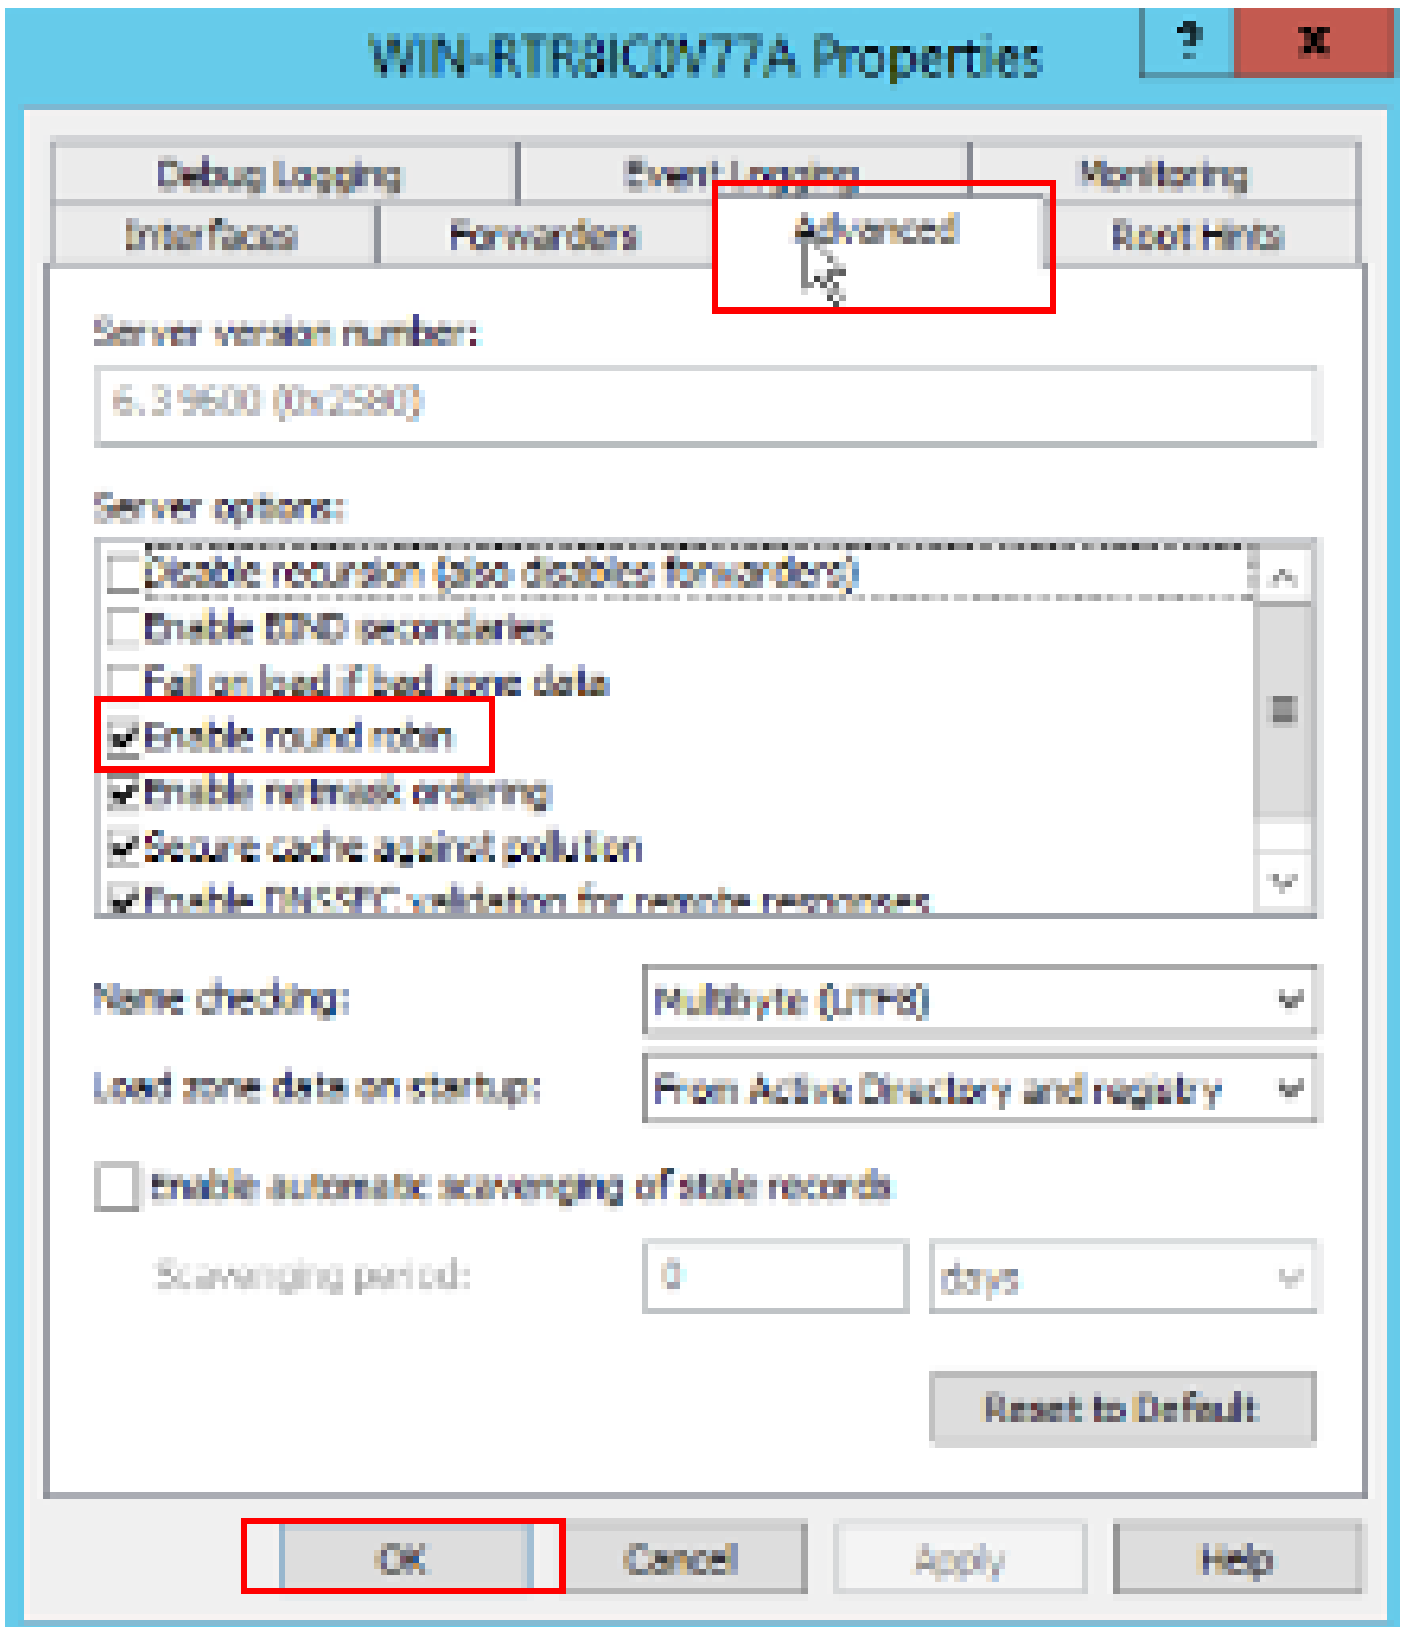 WIN-RTR8IC0V77A Properties
?
x
Debug Logging
Event Logging
Monitoring
Interfaces
Forwarders
Advanced
Root Hints
Server version number:
6.3 9600 (0x2580)
Server options:
Disable recursion (also disables forwarders)
Enable BIND secondaries
Fail on load if bad zone data
Enable round robin
Enable netmask ordering
Secure cache against pollution
Enable DNSSEC validation for remote responses
Name checking:
Multibyte (UTF8)
Load zone data on startup:
From Active Directory and registry
Enable automatic scavenging of stale records
Scavenging period:
0
days
Reset to Default
OK
Cancel
Apply
Help